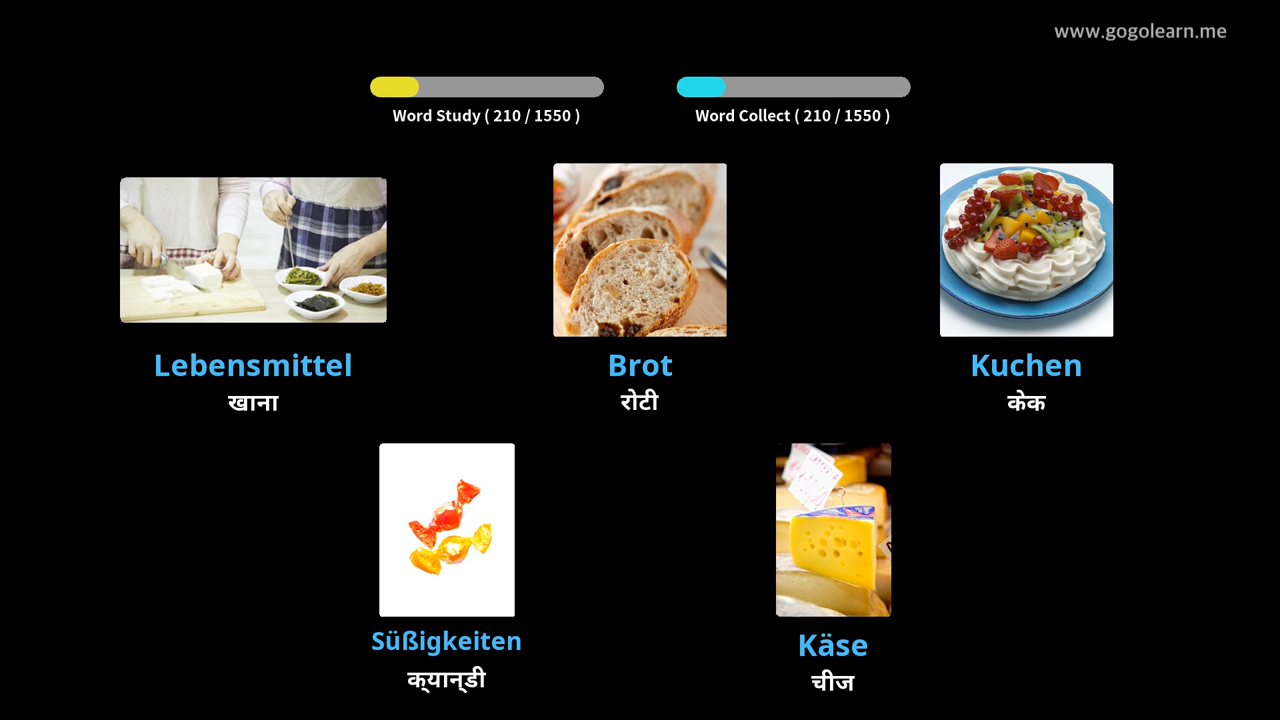 www.gogolearn.me
Word Study ( 210 / 1550 )
Word Collect ( 210 / 1550 )
Lebensmittel
खाना
Brot
रोटी
Kuchen
केक
Süßigkeiten
क्यान्डी
Käse
चीज